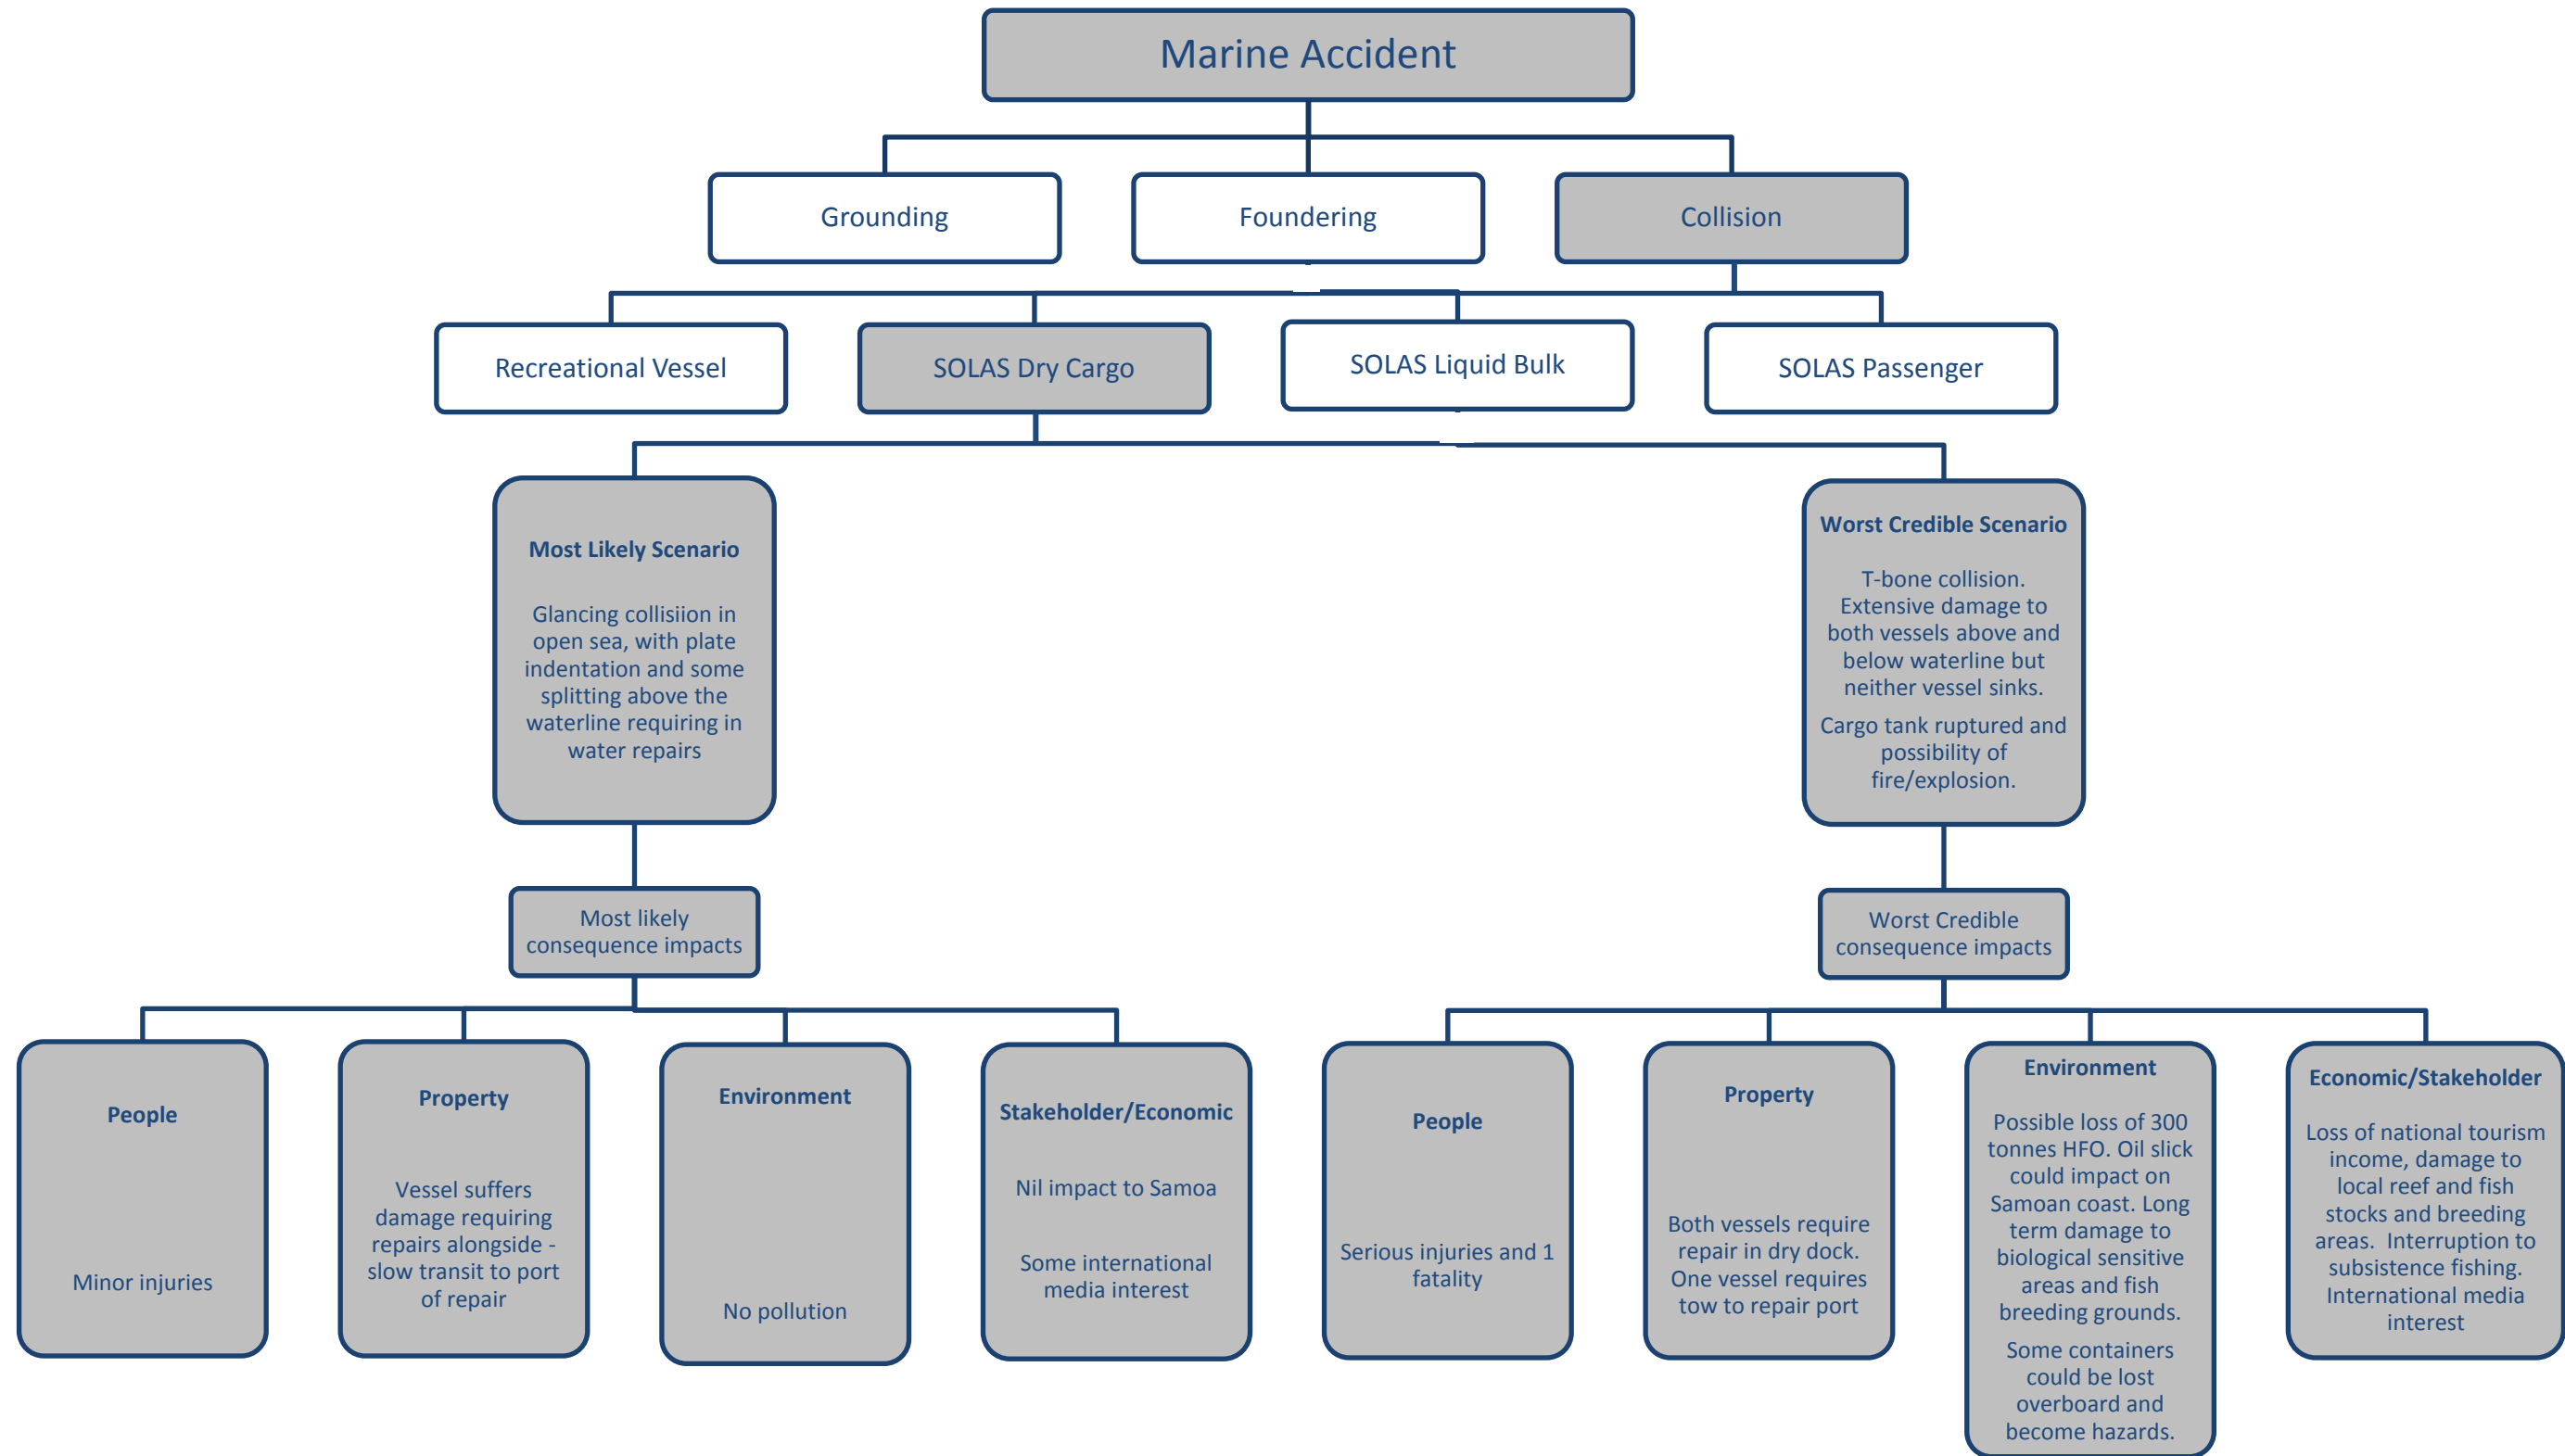 Marine Accident
Grounding
Foundering
Collision
Recreational Vessel
SOLAS Dry Cargo
SOLAS Liquid Bulk
SOLAS Passenger
Most Likely Scenario
Glancing collisiion in
open sea, with plate
indentation and some
splitting above the
waterline requiring in
water repairs
Worst Credible Scenario
T-bone collision.
Extensive damage to
both vessels above and
below waterline but
neither vessel sinks.
Cargo tank ruptured and
possibility of
fire/explosion.
Most likely
consequence impacts
Worst Credible
consequence impacts
People
Minor injuries
Property
Vessel suffers
damage requiring
repairs alongside -
slow transit to port
of repair
Environment
No pollution
Stakeholder/Economic
Nil impact to Samoa
Some international
media interest
People
Serious injuries and 1
fatality
Property
Both vessels require
repair in dry dock.
One vessel requires
tow to repair port
Environment
Possible loss of 300
tonnes HFO. Oil slick
could impact on
Samoan coast. Long
term damage to
biological sensitive
areas and fish
breeding grounds.
Some containers
could be lost
overboard and
become hazards.
Economic/Stakeholder
Loss of national tourism
income, damage to
local reef and fish
stocks and breeding
areas.  Interruption to
subsistence fishing.
International media
interest